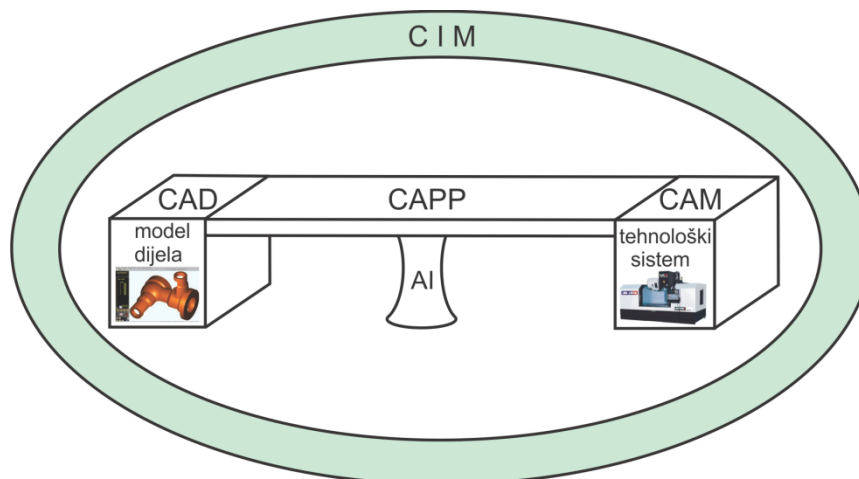 C I M
CAD
CAPP
CAM
model
dijela
tehnološki
sistem
AI